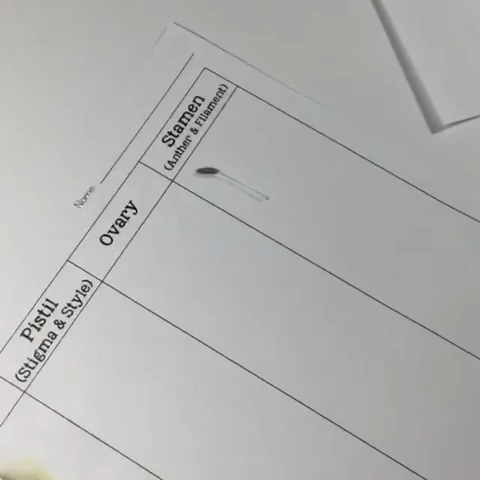 Name:
Stamen
(Anther & Filament)
Ovary
Pistil
(Stigma & Style)